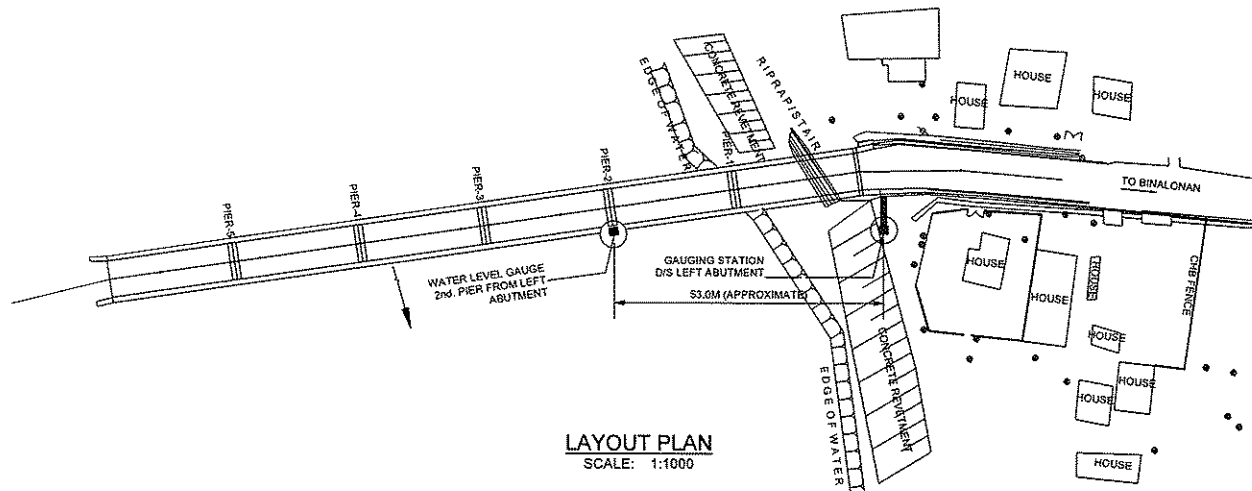 CONCRETE REVETMENT
RIPRAP/STAIR
EDGE OF WATER
HOUSE
HOUSE
HOUSE
PIER-1
PIER-2
PIER-3
PIER-4
PIER-5
TO BINALONAN
WATER LEVEL GAUGE
2nd. PIER FROM LEFT
ABUTMENT
GAUGING STATION
D/S LEFT ABUTMENT
53.0M (APPROXIMATE)
HOUSE
HOUSE
HOUSE
CHB FENCE
HOUSE
HOUSE
HOUSE
HOUSE
CONCRETE REVATMENT
EDGE OF WATER
LAYOUT PLAN
SCALE: 1:1000